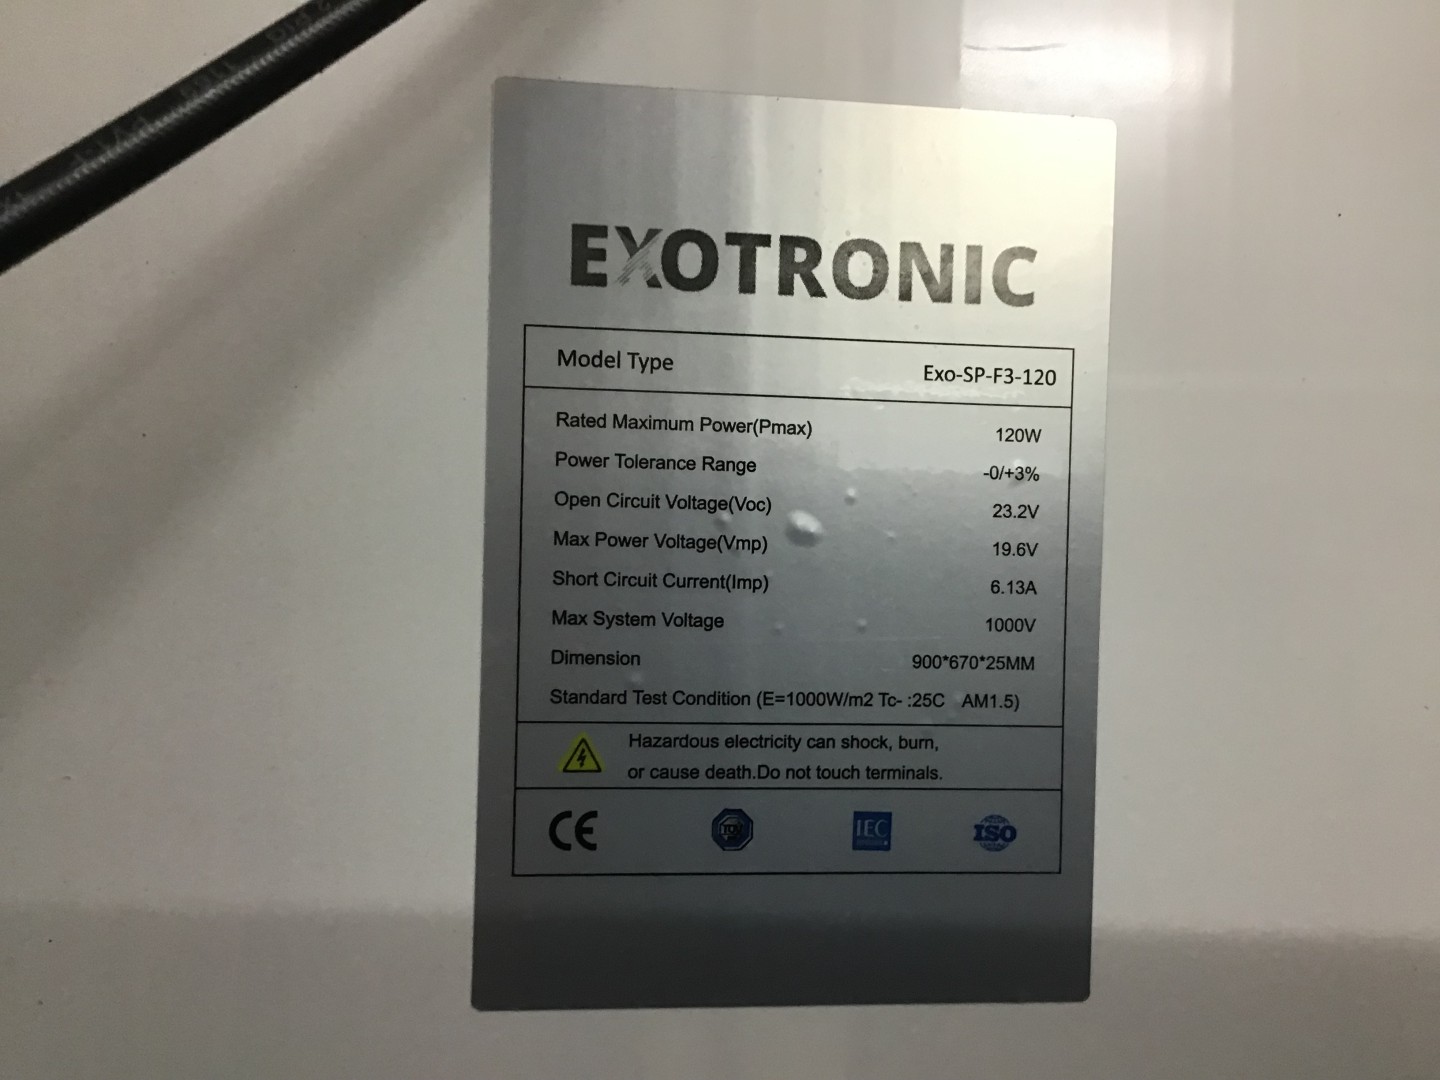 EXOTRONIC
Model Type Exo-SP-F3-120
Rated Maximum Power(Pmax) 120W
Power Tolerance Range -0/+3%
Open Circuit Voltage(Voc) 23.2V
Max Power Voltage(Vmp) 19.6V
Short Circuit Current(Imp) 6.13A
Max System Voltage 1000V
Dimension 900*670*25MM
Standard Test Condition (E=1000W/m2 Tc- :25C AM1.5)
Hazardous electricity can shock, burn,
or cause death.Do not touch terminals.
CE IEC ISO